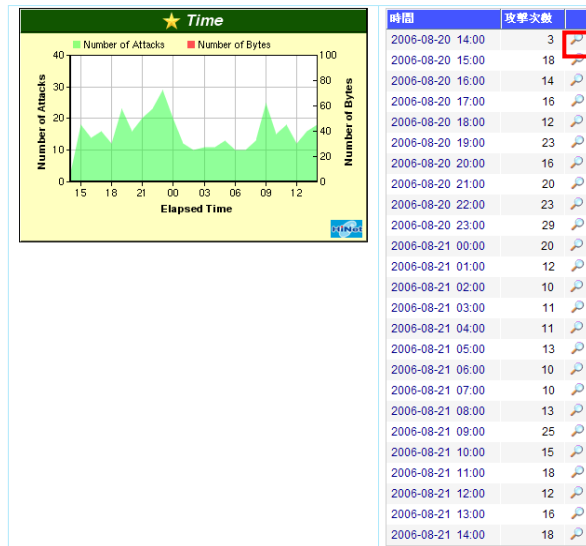 Time
Number of Attacks
Number of Bytes
40
30
20
10
0
100
80
60
40
20
0
Number of Attacks
Number of Bytes
15 18 21 00 03 06 09 12
Elapsed Time
HiNet
時間 攻擊次數
2006-08-20 14:00 3
2006-08-20 15:00 18
2006-08-20 16:00 14
2006-08-20 17:00 16
2006-08-20 18:00 12
2006-08-20 19:00 23
2006-08-20 20:00 16
2006-08-20 21:00 20
2006-08-20 22:00 23
2006-08-20 23:00 29
2006-08-21 00:00 20
2006-08-21 01:00 12
2006-08-21 02:00 10
2006-08-21 03:00 11
2006-08-21 04:00 11
2006-08-21 05:00 13
2006-08-21 06:00 10
2006-08-21 07:00 10
2006-08-21 08:00 13
2006-08-21 09:00 25
2006-08-21 10:00 15
2006-08-21 11:00 18
2006-08-21 12:00 12
2006-08-21 13:00 16
2006-08-21 14:00 18